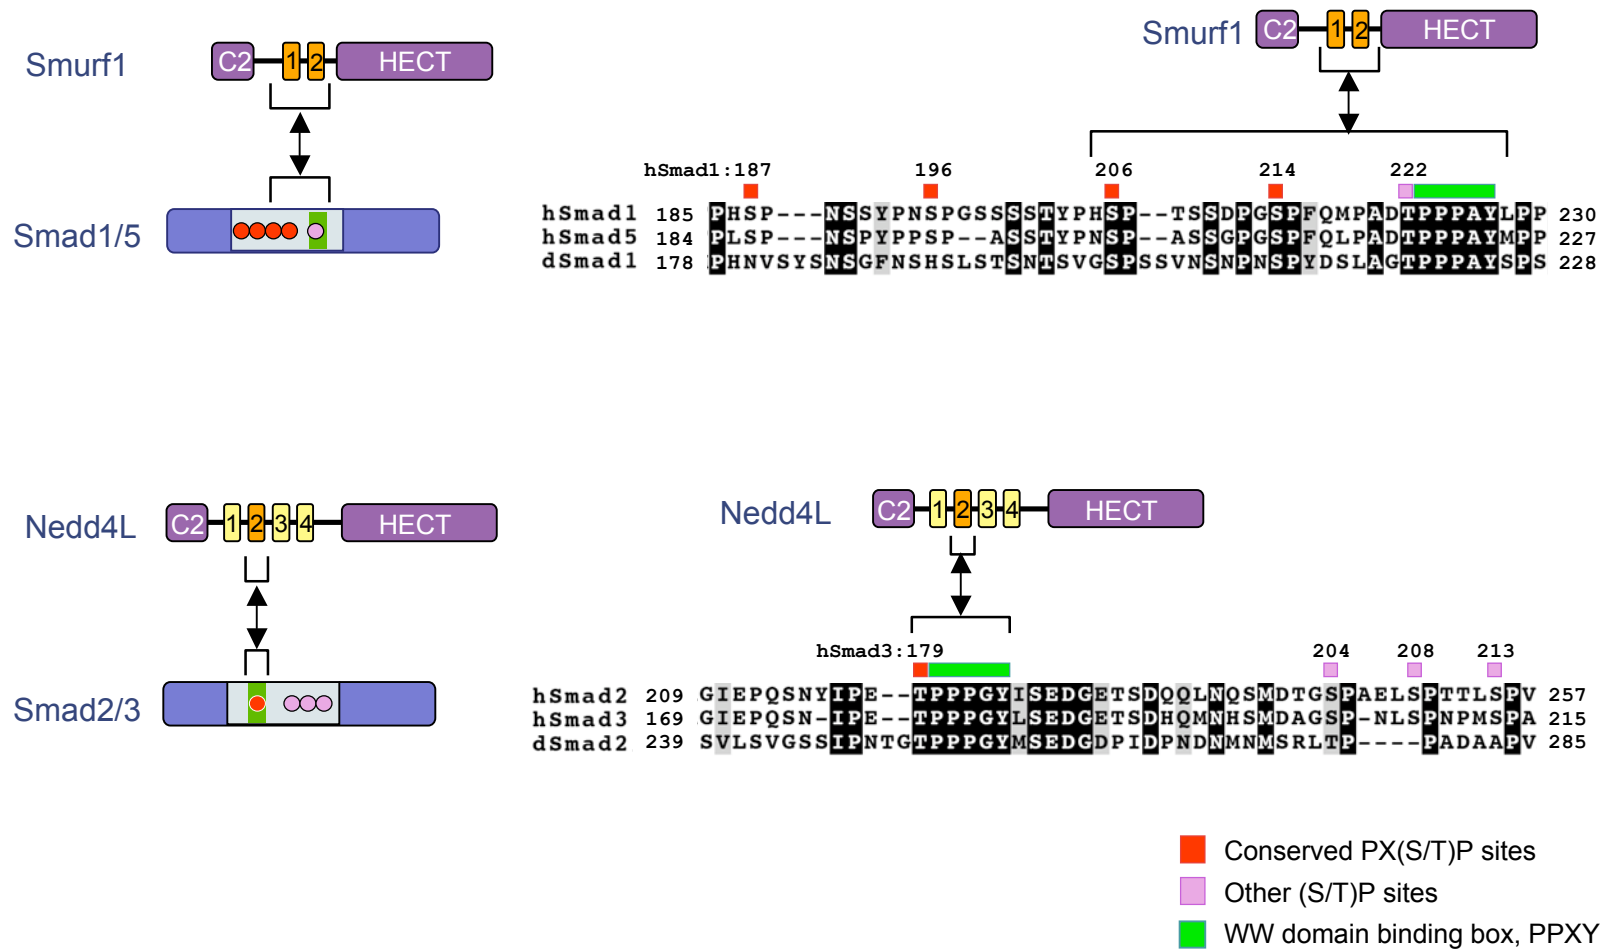 Smurf1
C2 1 2 HECT
Smad1/5
Smurf1
C2 1 2 HECT
hSmad1:187 196 206 214 222
hSmad1 185 PHSP---NSSYPNSPGSSSSTYPHSP--TSSDPGSPFQMPADTPPPAYLPP 230
hSmad5 184 PLSP---NSPYPPSP--ASSTYPNSP--ASSGPGSPFQLPADTPPPAYMPP 227
dSmad1 178 PHNVSYSNSGFNSHSLSTSNTSVGSPSSVNSNPNSPYDSLAGTPPPAYSPS 228
Nedd4L
C2 1 2 3 4 HECT
Smad2/3
Nedd4L
C2 1 2 3 4 HECT
hSmad3:179 204 208 213
hSmad2 209 GIEPQSNYIPE--TPPPGYISEDGETSDQQLNQSMDTGSPAELSPTTLSPV 257
hSmad3 169 GIEPQSN-IPE--TPPPGYLSEDGETSDHQMNHSMDAGSP-NLSPNPMSPA 215
dSmad2 239 SVLSVGSSIPNTGTPPPGYMSEDGDPIDPNDNMNMSRLTP----PADAAPV 285
Conserved PX(S/T)P sites
Other (S/T)P sites
WW domain binding box, PPXY